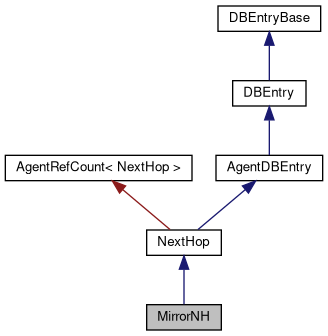 DBEntryBase
DBEntry
AgentRefCount< NextHop >
AgentDBEntry
NextHop
MirrorNH